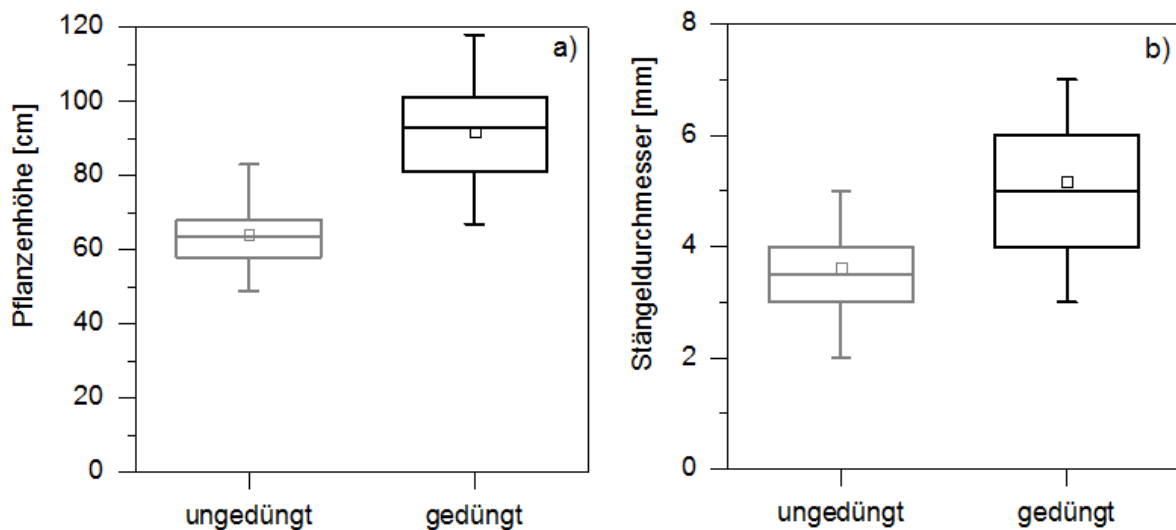 a)
Pflanzenhöhe [cm]
120
100
80
60
40
20
0
ungedüngt
gedüngt
b)
Stängeldurchmesser [mm]
8
6
4
2
0
ungedüngt
gedüngt